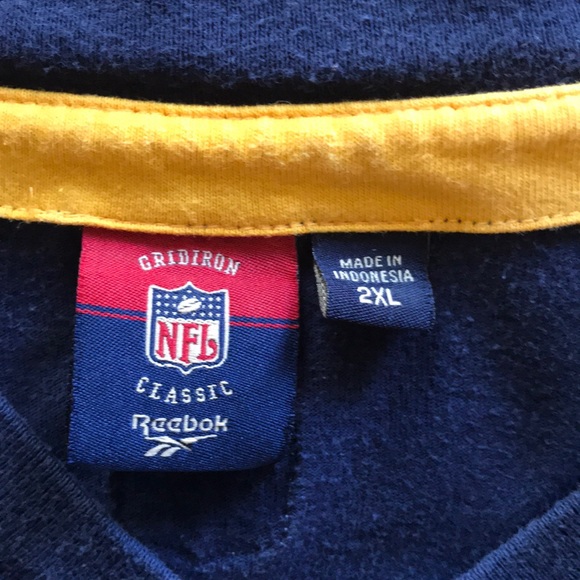 GRIDIRON
NFL
CLASSIC
Reebok
MADE IN
INDONESIA
2XL